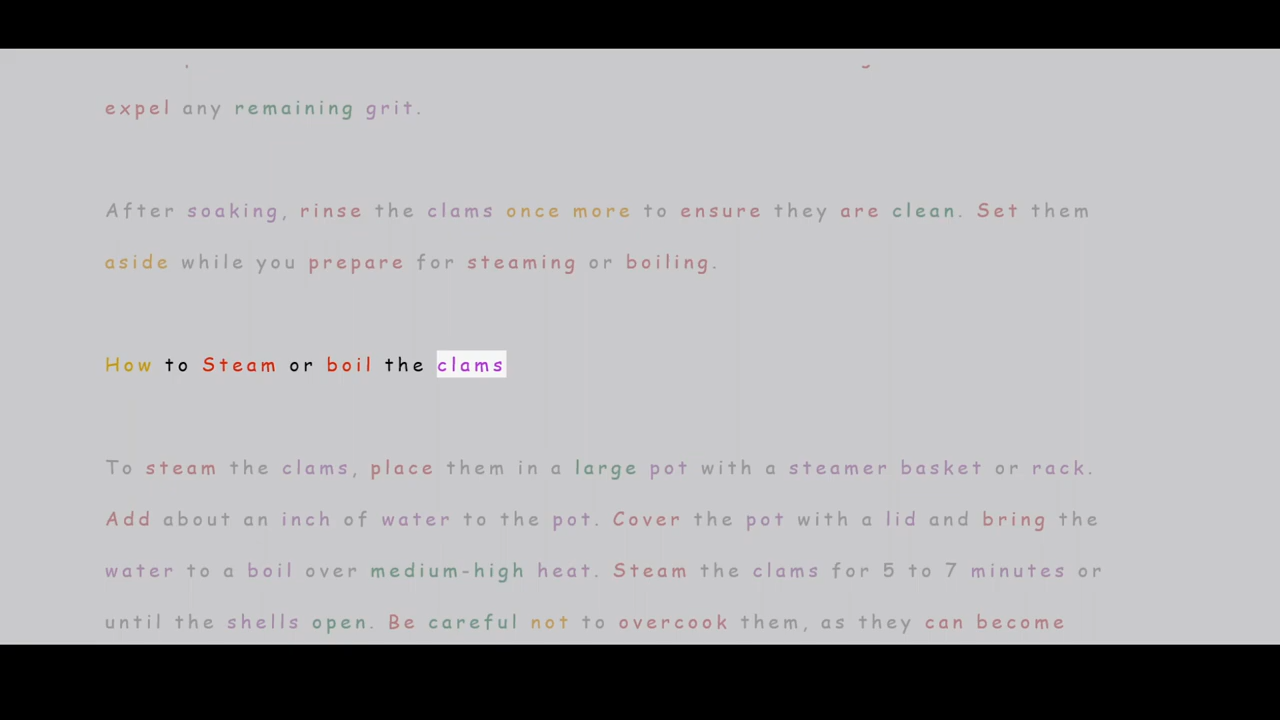 expel any remaining grit.
After soaking, rinse the clams once more to ensure they are clean. Set them
aside while you prepare for steaming or boiling.
How to Steam or boil the clams
To steam the clams, place them in a large pot with a steamer basket or rack.
Add about an inch of water to the pot. Cover the pot with a lid and bring the
water to a boil over medium-high heat. Steam the clams for 5 to 7 minutes or
until the shells open. Be careful not to overcook them, as they can become